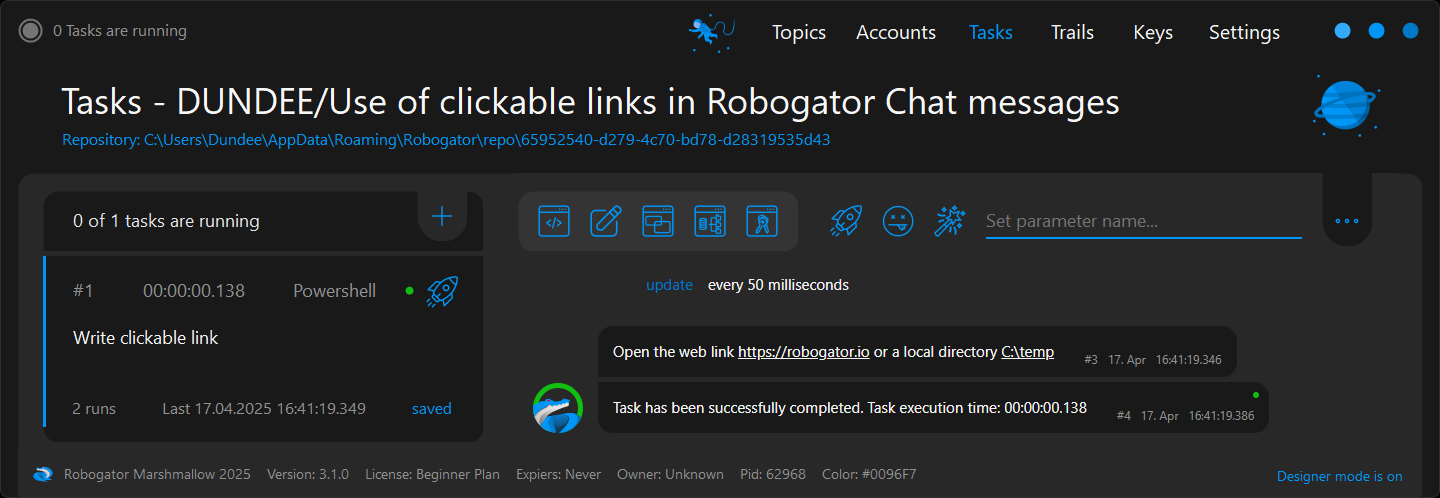 0 Tasks are running
Topics Accounts Tasks Trails Keys Settings
Tasks - DUNDEE/Use of clickable links in Robogator Chat messages
Repository: C:\Users\Dundee\AppData\Roaming\Robogator\repo\65952540-d279-4c70-bd78-d28319535d43
0 of 1 tasks are running
Set parameter name...
#1 00:00:00.138 Powershell
Write clickable link
2 runs Last 17.04.2025 16:41:19.349 saved
update every 50 milliseconds
Open the web link https://robogator.io or a local directory C:\temp #3 17. Apr 16:41:19.346
Task has been successfully completed. Task execution time: 00:00:00.138 #4 17. Apr 16:41:19.386
Robogator Marshmallow 2025 Version: 3.1.0 License: Beginner Plan Expiers: Never Owner: Unknown Pid: 62968 Color: #0096F7
Designer mode is on